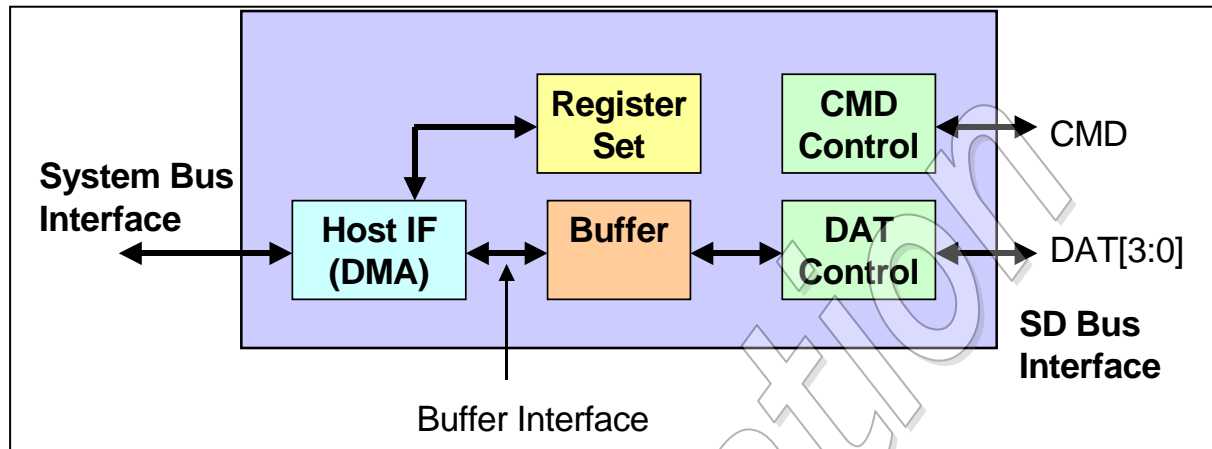 Register
Set
CMD
Control
CMD
System Bus
Interface
Host IF
(DMA)
Buffer
DAT
Control
DAT[3:0]
SD Bus
Interface
Buffer Interface